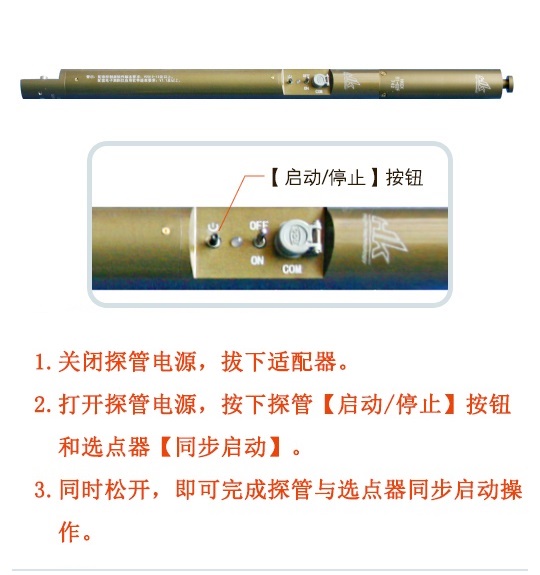 【启动/停止】按钮
OFF
ON
COM
1.关闭探管电源，拔下适配器。
2.打开探管电源，按下探管【启动/停止】按钮
和选点器【同步启动】。
3.同时松开，即可完成探管与选点器同步启动操
作。